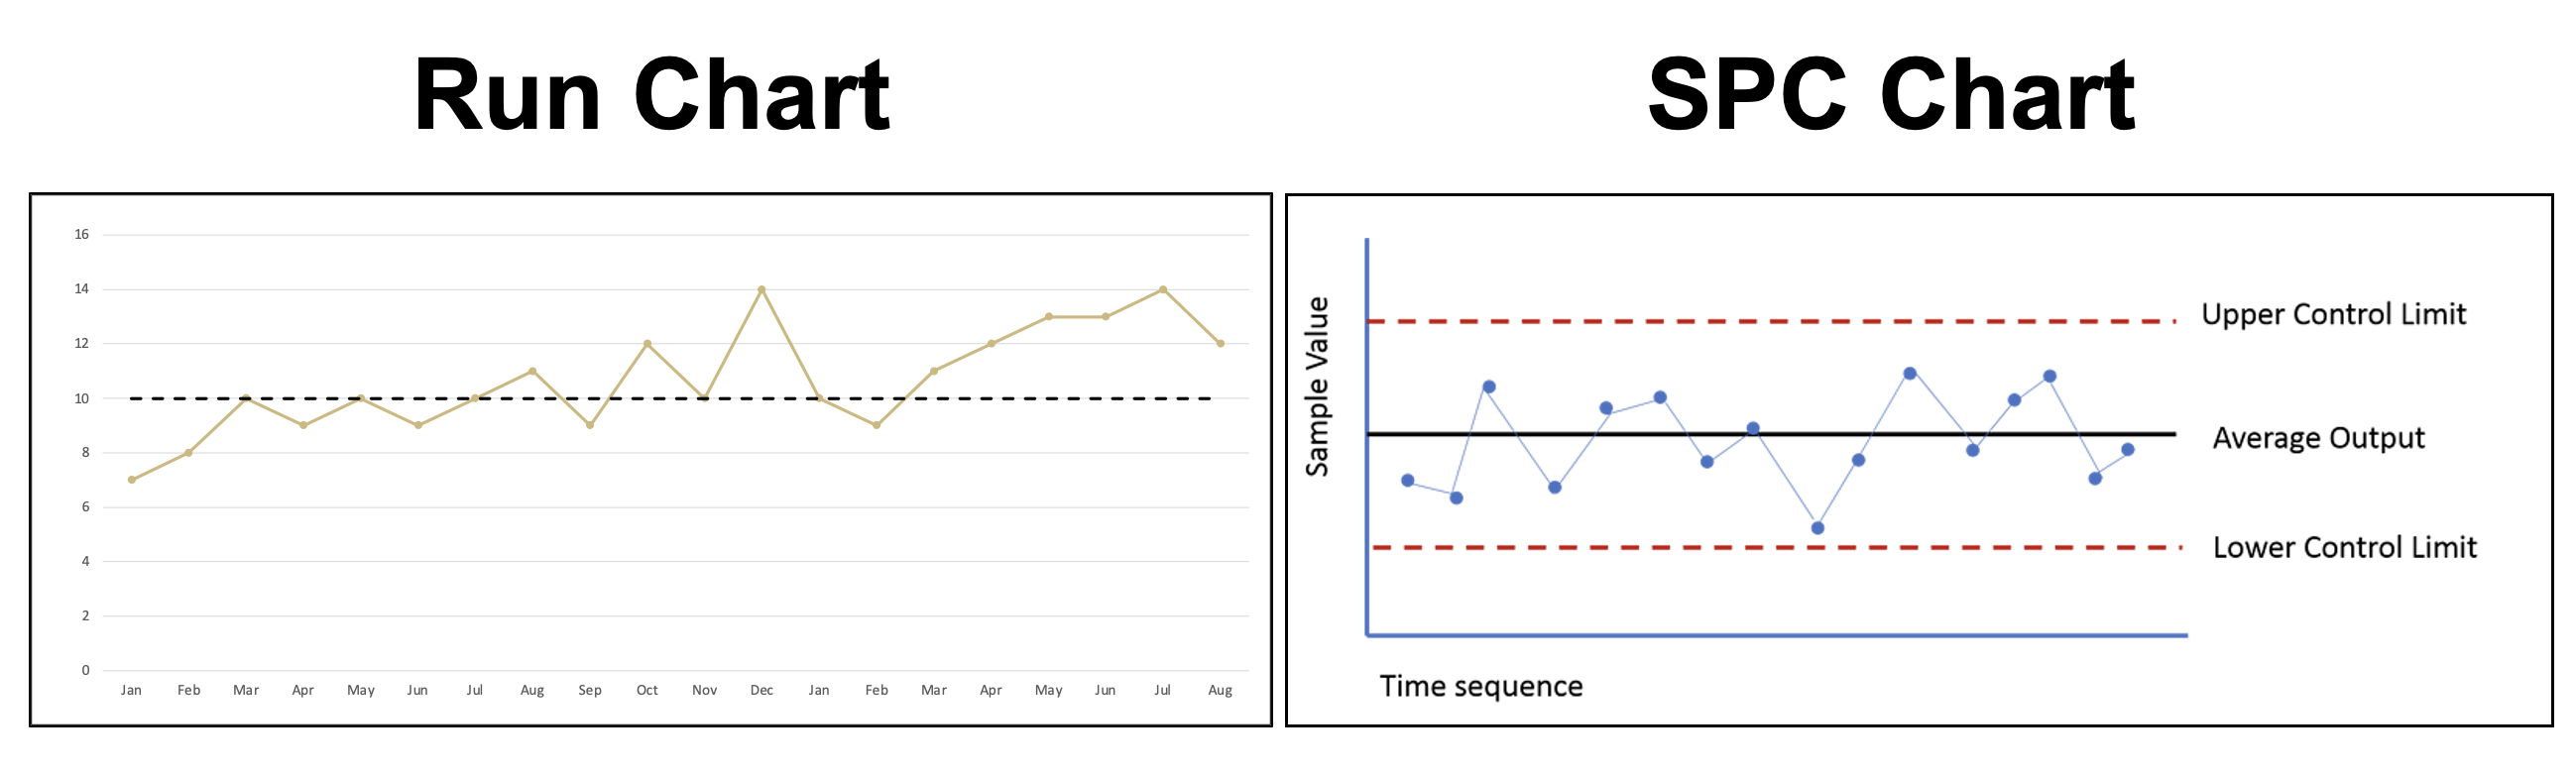 Run Chart
SPC Chart
16
14
12
10
8
6
4
2
0
Jan Feb Mar Apr May Jun Jul Aug Sep Oct Nov Dec Jan Feb Mar Apr May Jun Jul Aug
Sample Value
Upper Control Limit
Average Output
Lower Control Limit
Time sequence